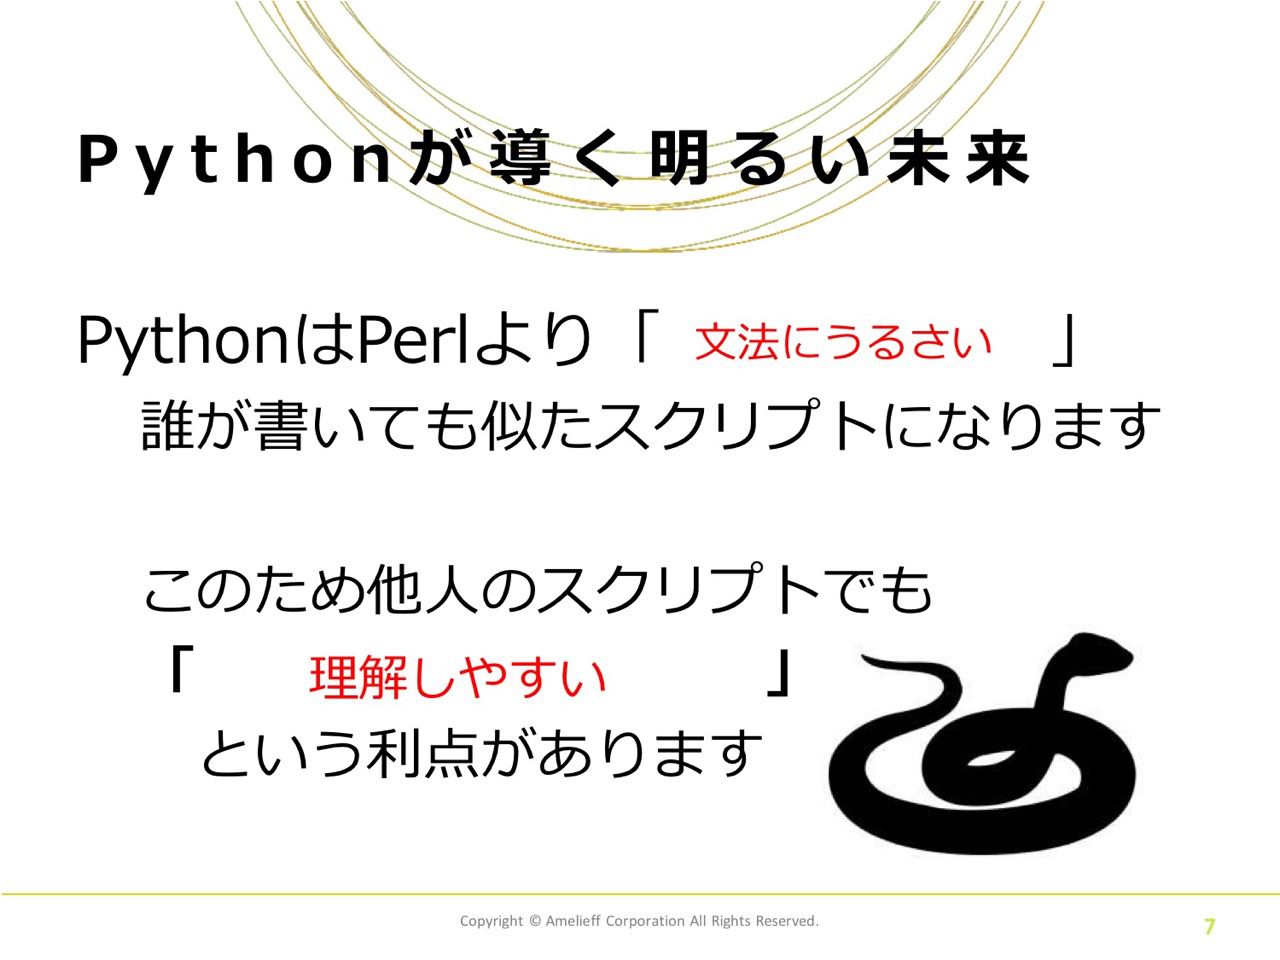 Pythonが導く明るい未来
PythonはPerlより「 文法にうるさい 」
誰が書いても似たスクリプトになります
このため他人のスクリプトでも
「 理解しやすい 」
という利点があります
Copyright © Amelieff Corporation All Rights Reserved.
7